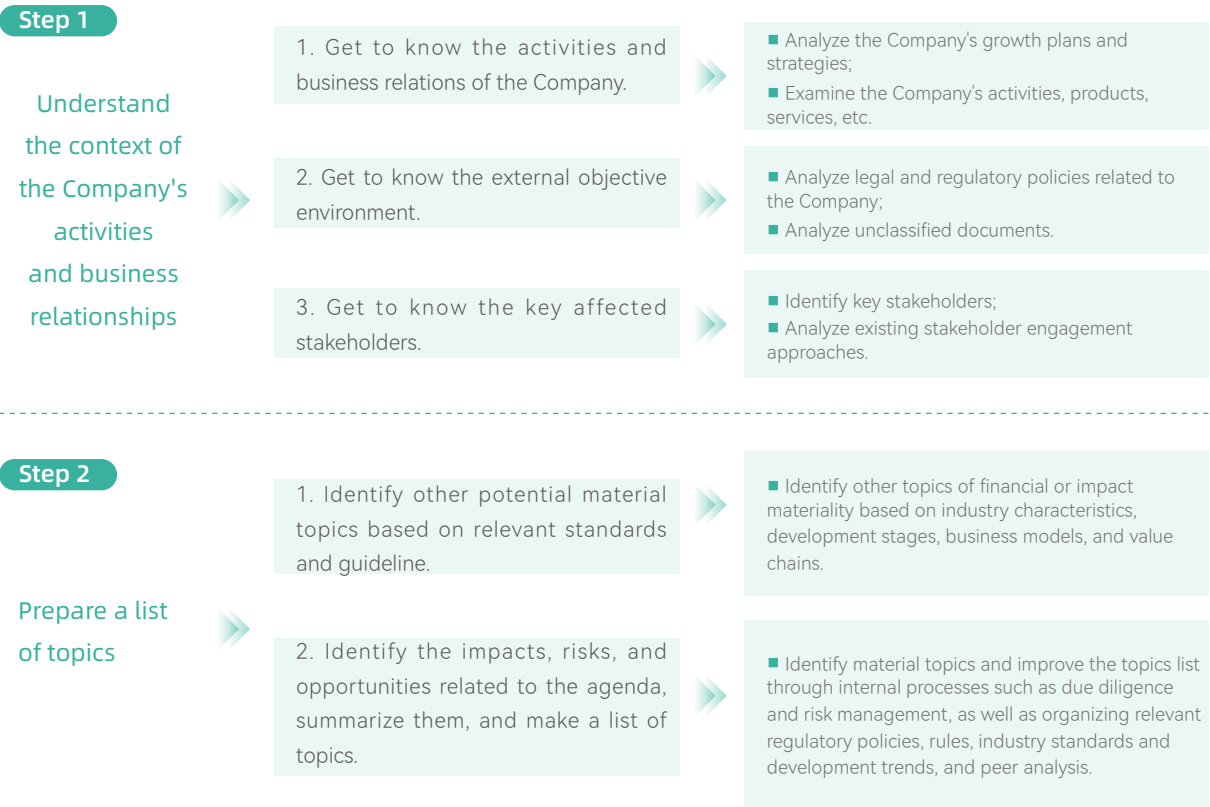 Step 1
Understand
the context of
the Company's
activities
and business
relationships
1. Get to know the activities and
business relations of the Company.
■ Analyze the Company's growth plans and
strategies;
■ Examine the Company's activities, products,
services, etc.
2. Get to know the external objective
environment.
■ Analyze legal and regulatory policies related to
the Company;
■ Analyze unclassified documents.
3. Get to know the key affected
stakeholders.
■ Identify key stakeholders;
■ Analyze existing stakeholder engagement
approaches.
Step 2
Prepare a list
of topics
1. Identify other potential material
topics based on relevant standards
and guideline.
■ Identify other topics of financial or impact
materiality based on industry characteristics,
development stages, business models, and value
chains.
2. Identify the impacts, risks, and
opportunities related to the agenda,
summarize them, and make a list of
topics.
■ Identify material topics and improve the topics list
through internal processes such as due diligence
and risk management, as well as organizing relevant
regulatory policies, rules, industry standards and
development trends, and peer analysis.